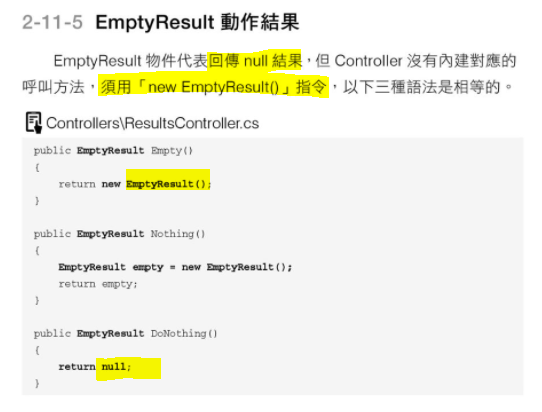 2-11-5 EmptyResult 動作結果
EmptyResult 物件代表回傳 null 結果,但 Controller 沒有內建對應的
呼叫方法,須用「new EmptyResult()」指令,以下三種語法是相等的。
Controllers\ResultsController.cs
public EmptyResult Empty()
{
return new EmptyResult();
}
public EmptyResult Nothing()
{
EmptyResult empty = new EmptyResult();
return empty;
}
public EmptyResult DoNothing()
{
return null;
}